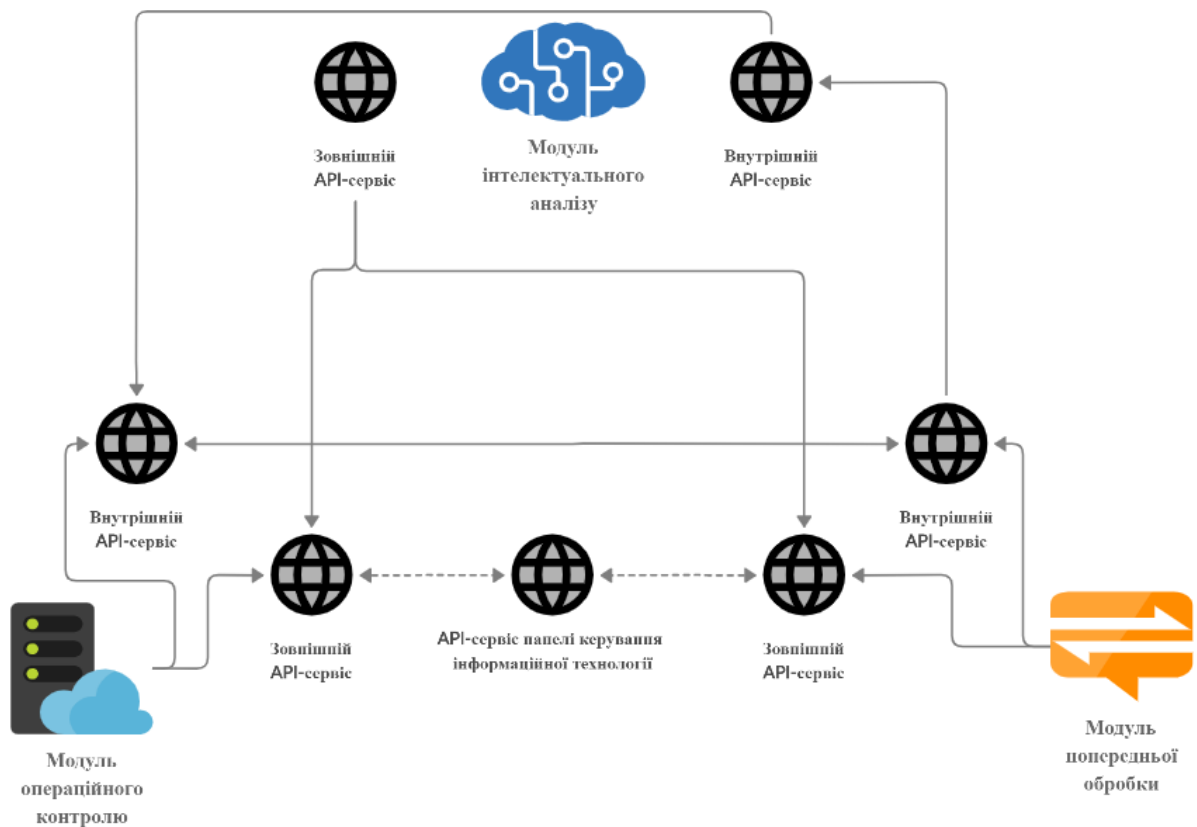 Зовнішній
API-сервіс
Модуль
інтелектуального
аналізу
Внутрішній
API-сервіс
Внутрішній
API-сервіс
Внутрішній
API-сервіс
Зовнішній
API-сервіс
API-сервіс панелі керування
інформаційної технології
Зовнішній
API-сервіс
Модуль
операційного
контролю
Модуль
попередньої
обробки